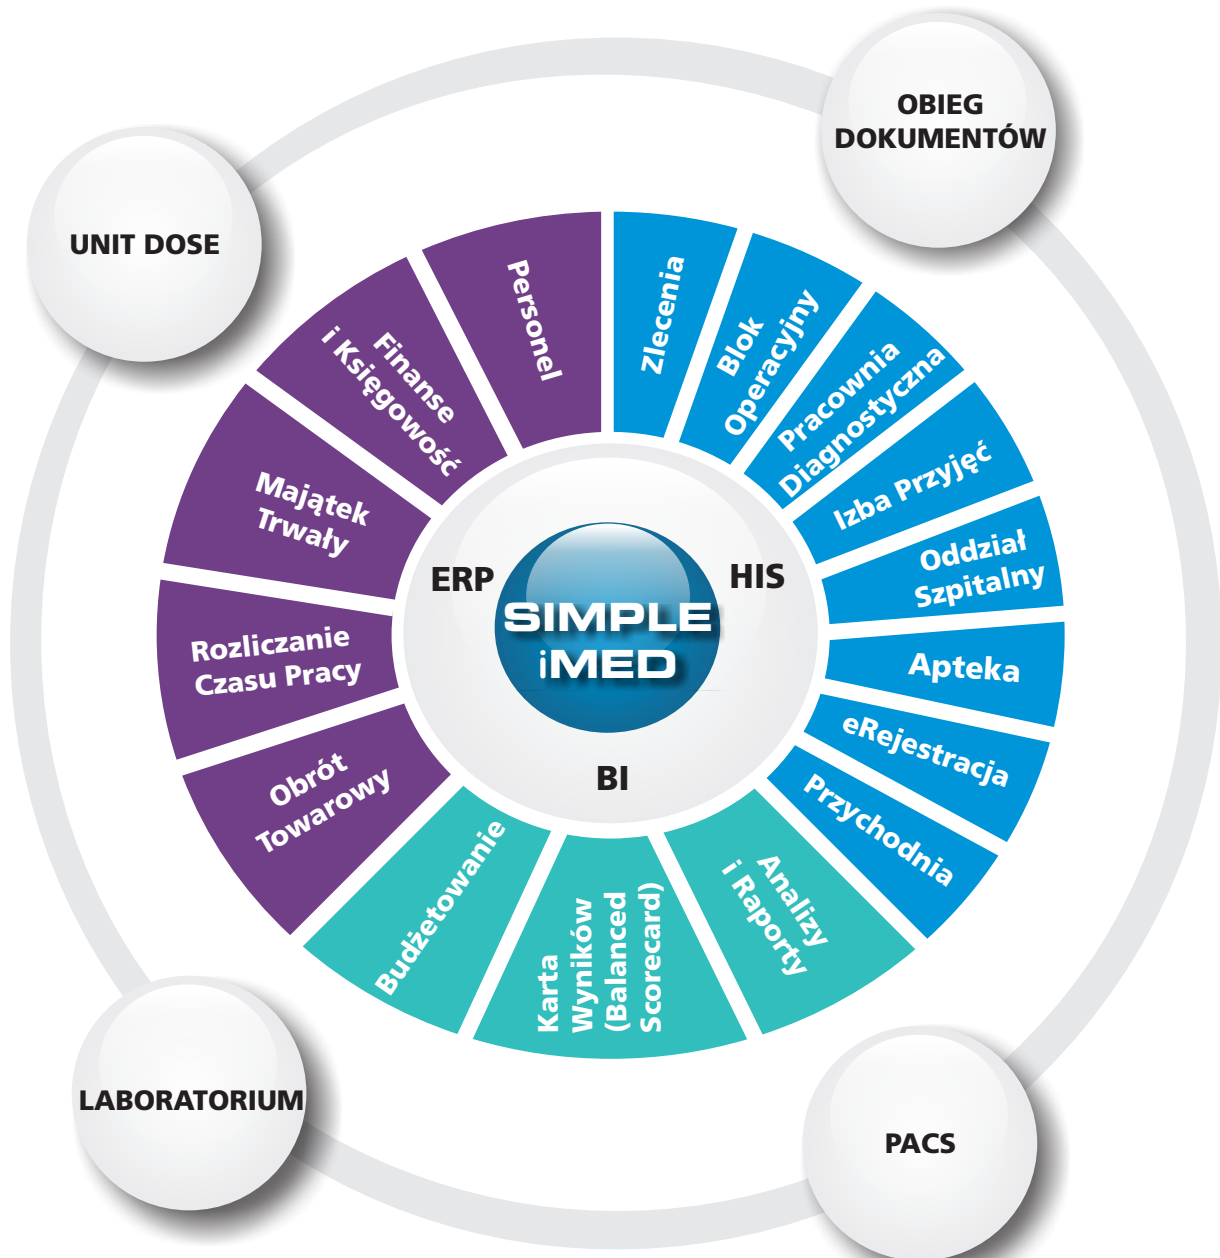 OBIEG
DOKUMENTÓW
UNIT DOSE
Personel
Finanse
i Księgowość
Majątek
Trwały
Rozliczanie
Czasu Pracy
Obrót
Towarowy
Zlecenia
Blok
Operacyjny
Pracownia
Diagnostyczna
Izba Przyjęć
Oddział
Szpitalny
Apteka
eRejestracja
Przychodnia
ERP
HIS
SIMPLE
iMED
BI
Budżetowanie
Karta
Wyników
(Balanced
Scorecard)
Analizy
i Raporty
LABORATORIUM
PACS